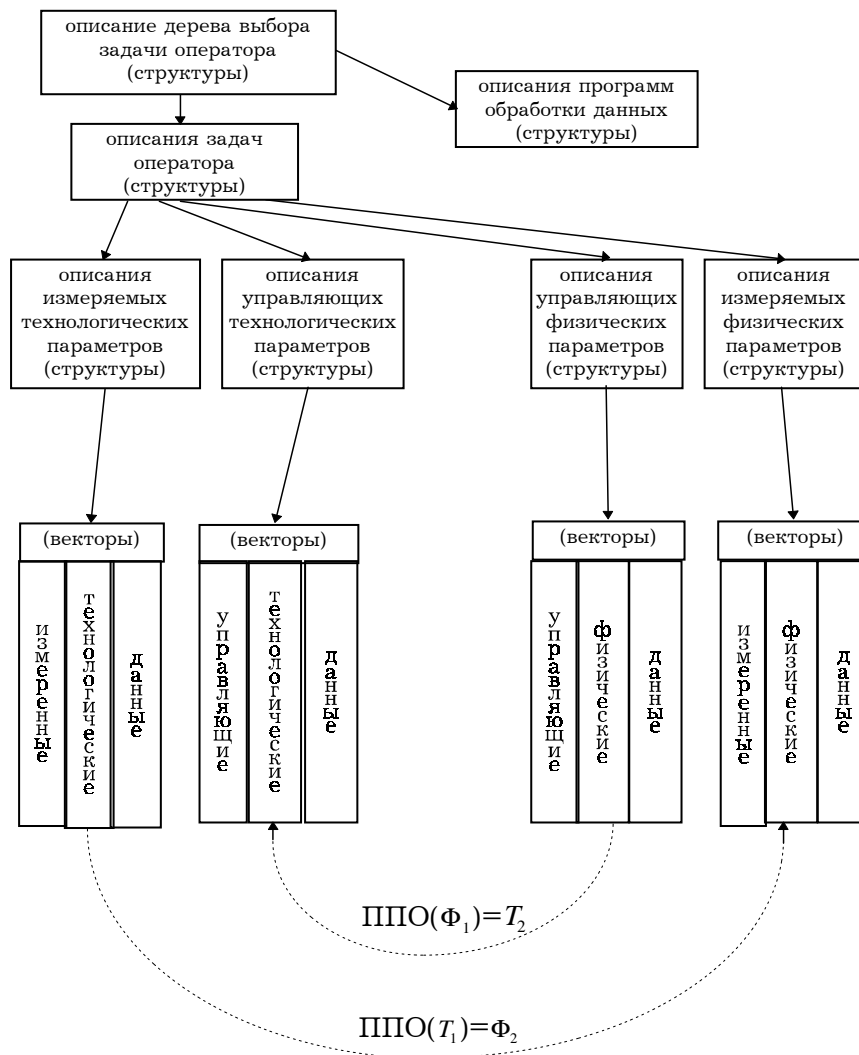 описание дерева выбора
задачи оператора
(структуры)
описания программ
обработки данных
(структуры)
описания задач
оператора
(структуры)
описания
измеряемых
технологических
параметров
(структуры)
описания
управляющих
технологических
параметров
(структуры)
описания
управляющих
физических
параметров
(структуры)
описания
измеряемых
физических
параметров
(структуры)
(векторы)
измеренные
технологические
данные
(векторы)
управляющие
технологические
данные
(векторы)
управляющие
физические
данные
(векторы)
измеренные
физические
данные
ППО(Ф₁)=T₂
ППО(T₁)=Ф₂